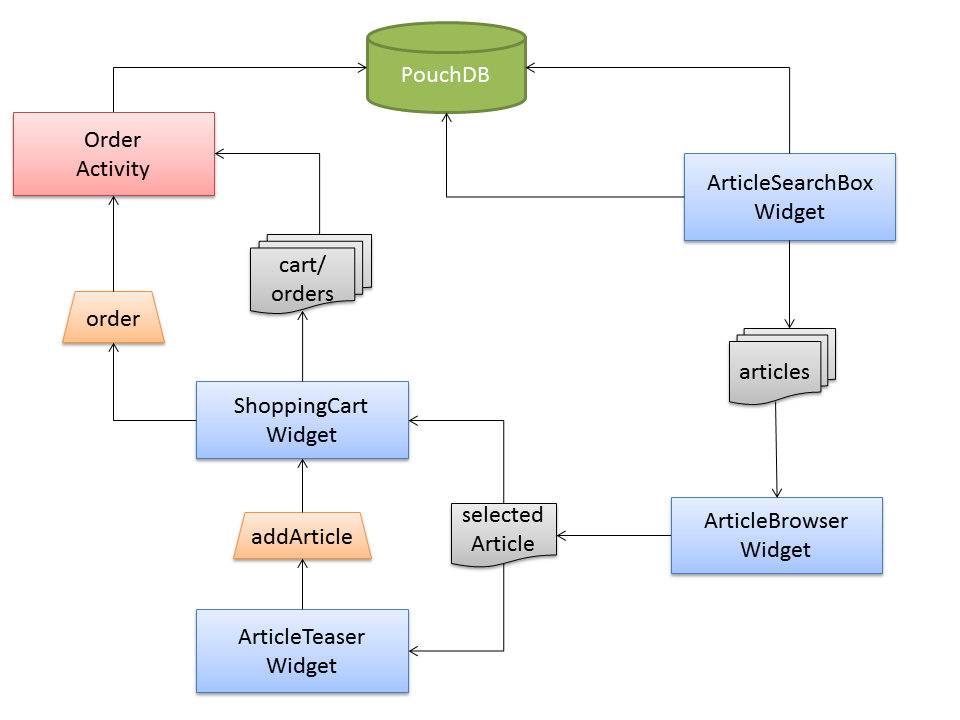 PouchDB
Order
Activity
ArticleSearchBox
Widget
cart/
orders
order
articles
ShoppingCart
Widget
selected
Article
ArticleBrowser
Widget
addArticle
ArticleTeaser
Widget